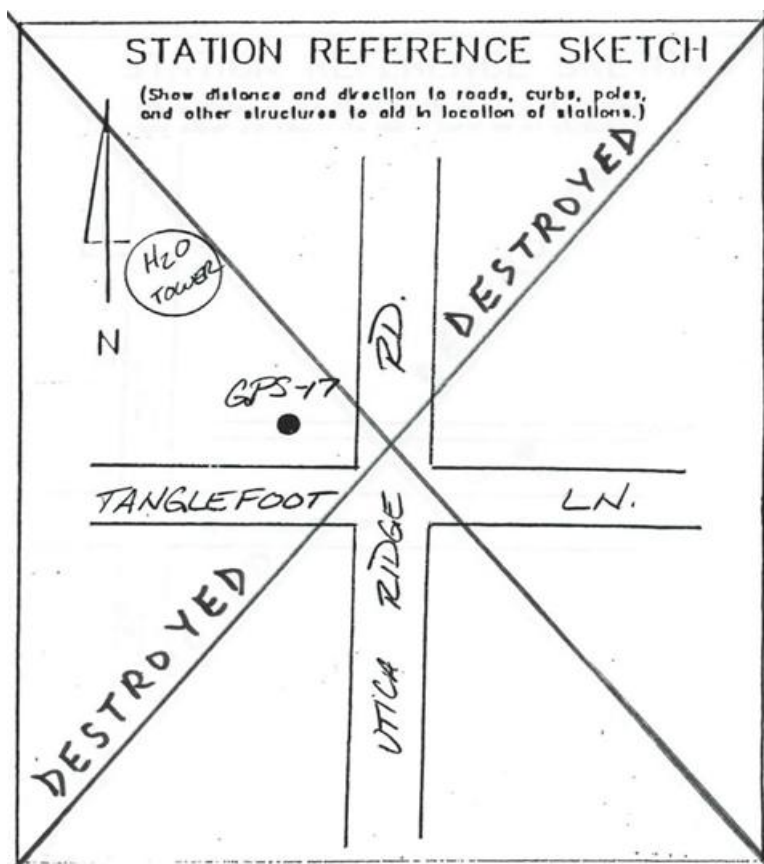 STATION REFERENCE SKETCH
(Show distance and direction to roads, curbs, poles,
and other structures to aid in location of stations.)
DESTROYED
H2O
TOWER
N
RD.
GPS-17
TANGLEFOOT LN.
UTICA RIDGE
DESTROYED